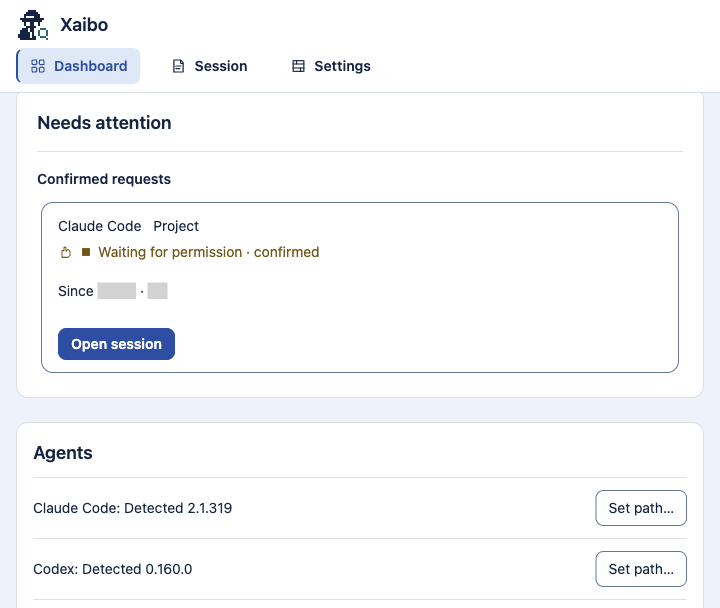 Xaibo
Dashboard Session Settings
Needs attention
Confirmed requests
Claude Code Project
Waiting for permission · confirmed
Since ·
Open session
Agents
Claude Code: Detected 2.1.319
Set path...
Codex: Detected 0.160.0
Set path...